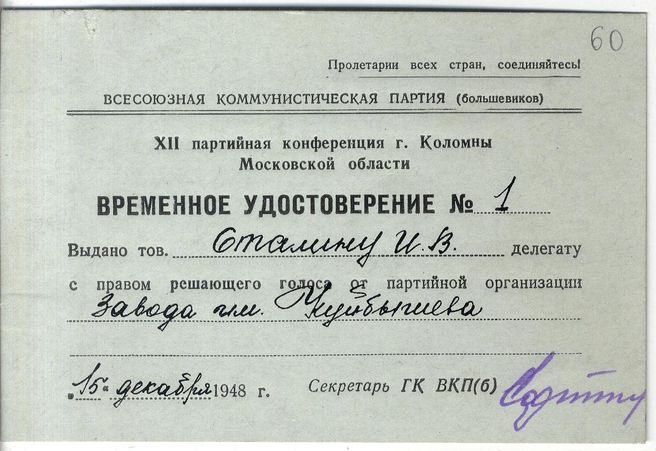 60
Пролетарии всех стран, соединяйтесь!
ВСЕСОЮЗНАЯ КОММУНИСТИЧЕСКАЯ ПАРТИЯ (большевиков)
XII партийная конференция г. Коломны
Московской области
ВРЕМЕННОЕ УДОСТОВЕРЕНИЕ № 1
Выдано тов. Сталину И. В. делегату
с правом решающего голоса от партийной организации
Завода им. Куйбышева
"15" декабря 1948 г. Секретарь ГК ВКП(б)